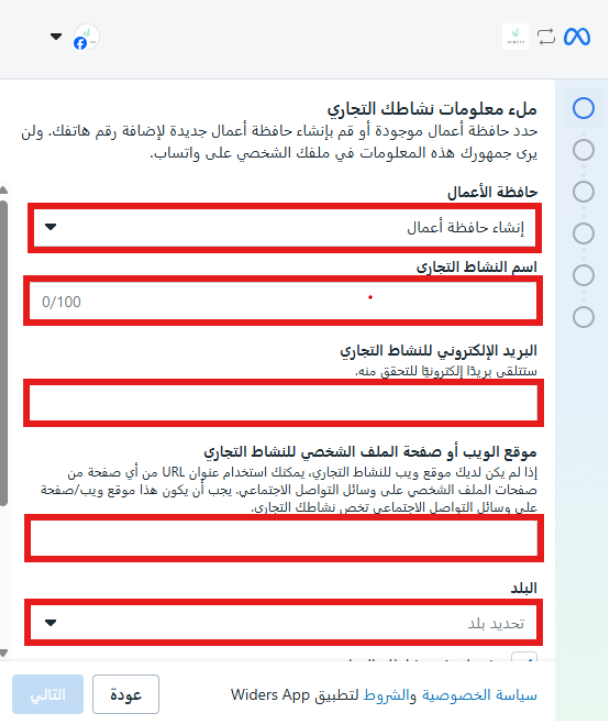 ملء معلومات نشاطك التجاري
حدد حافظة أعمال موجودة أو قم بإنشاء حافظة أعمال جديدة لإضافة رقم هاتفك. ولن
يرى جمهورك هذه المعلومات في ملفك الشخصي على واتساب.
حافظة الأعمال
إنشاء حافظة أعمال
اسم النشاط التجاري
0/100
البريد الإلكتروني للنشاط التجاري
ستتلقى بريدًا إلكترونيًا للتحقق منه.
موقع الويب أو صفحة الملف الشخصي للنشاط التجاري
إذا لم يكن لديك موقع ويب للنشاط التجاري، يمكنك استخدام عنوان URL من أي صفحة من
صفحات الملف الشخصي على وسائل التواصل الاجتماعي. يجب أن يكون هذا موقع ويب/صفحة
على وسائل التواصل الاجتماعي تخص نشاطك التجاري.
البلد
تحديد بلد
سياسة الخصوصية والشروط لتطبيق Widers App
عودة
التالي